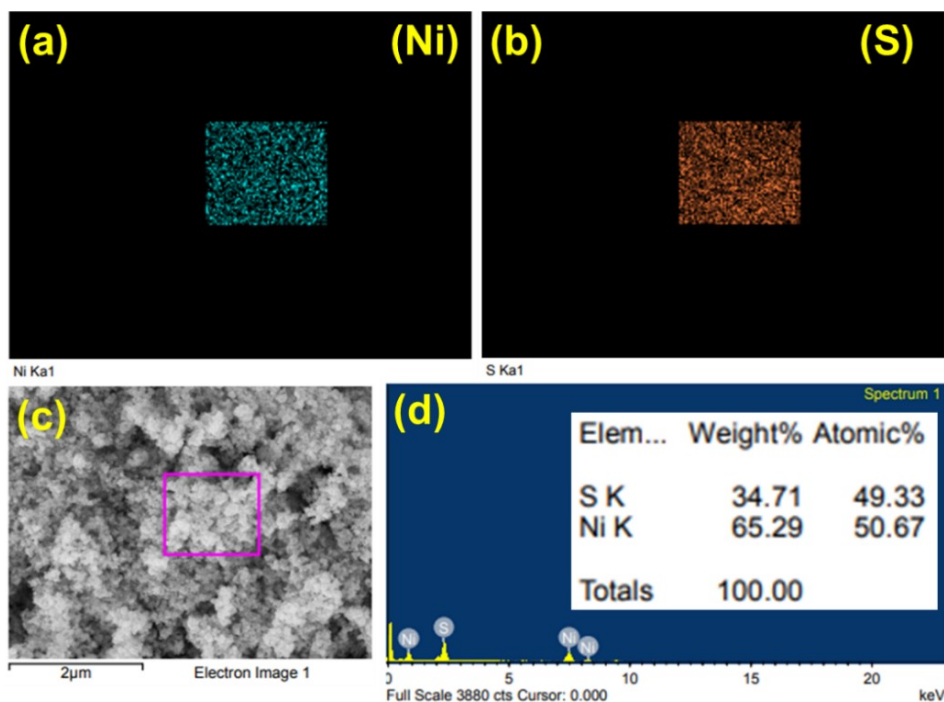 (a) (Ni)
(b) (S)
Ni Ka1
S Ka1
(c)
2µm
Electron Image 1
(d)
Spectrum 1
Elem... Weight% Atomic%
S K 34.71 49.33
Ni K 65.29 50.67
Totals 100.00
Ni S Ni Ni
0 5 10 15 20
Full Scale 3880 cts Cursor: 0.000 keV